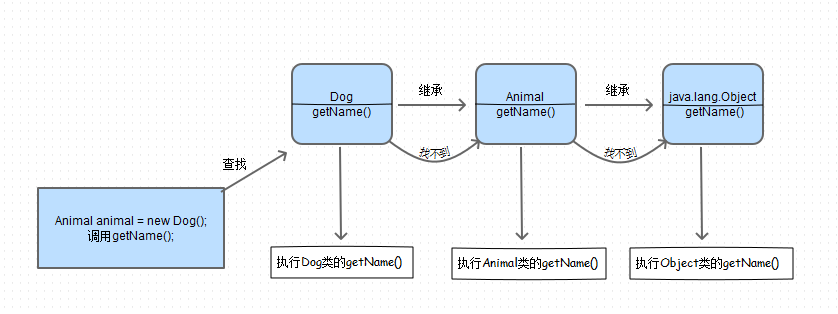 Dog
getName()
继承
Animal
getName()
继承
java.lang.Object
getName()
查找
找不到
找不到
Animal animal = new Dog();
调用getName();
执行Dog类的getName()
执行Animal类的getName()
执行Object类的getName()